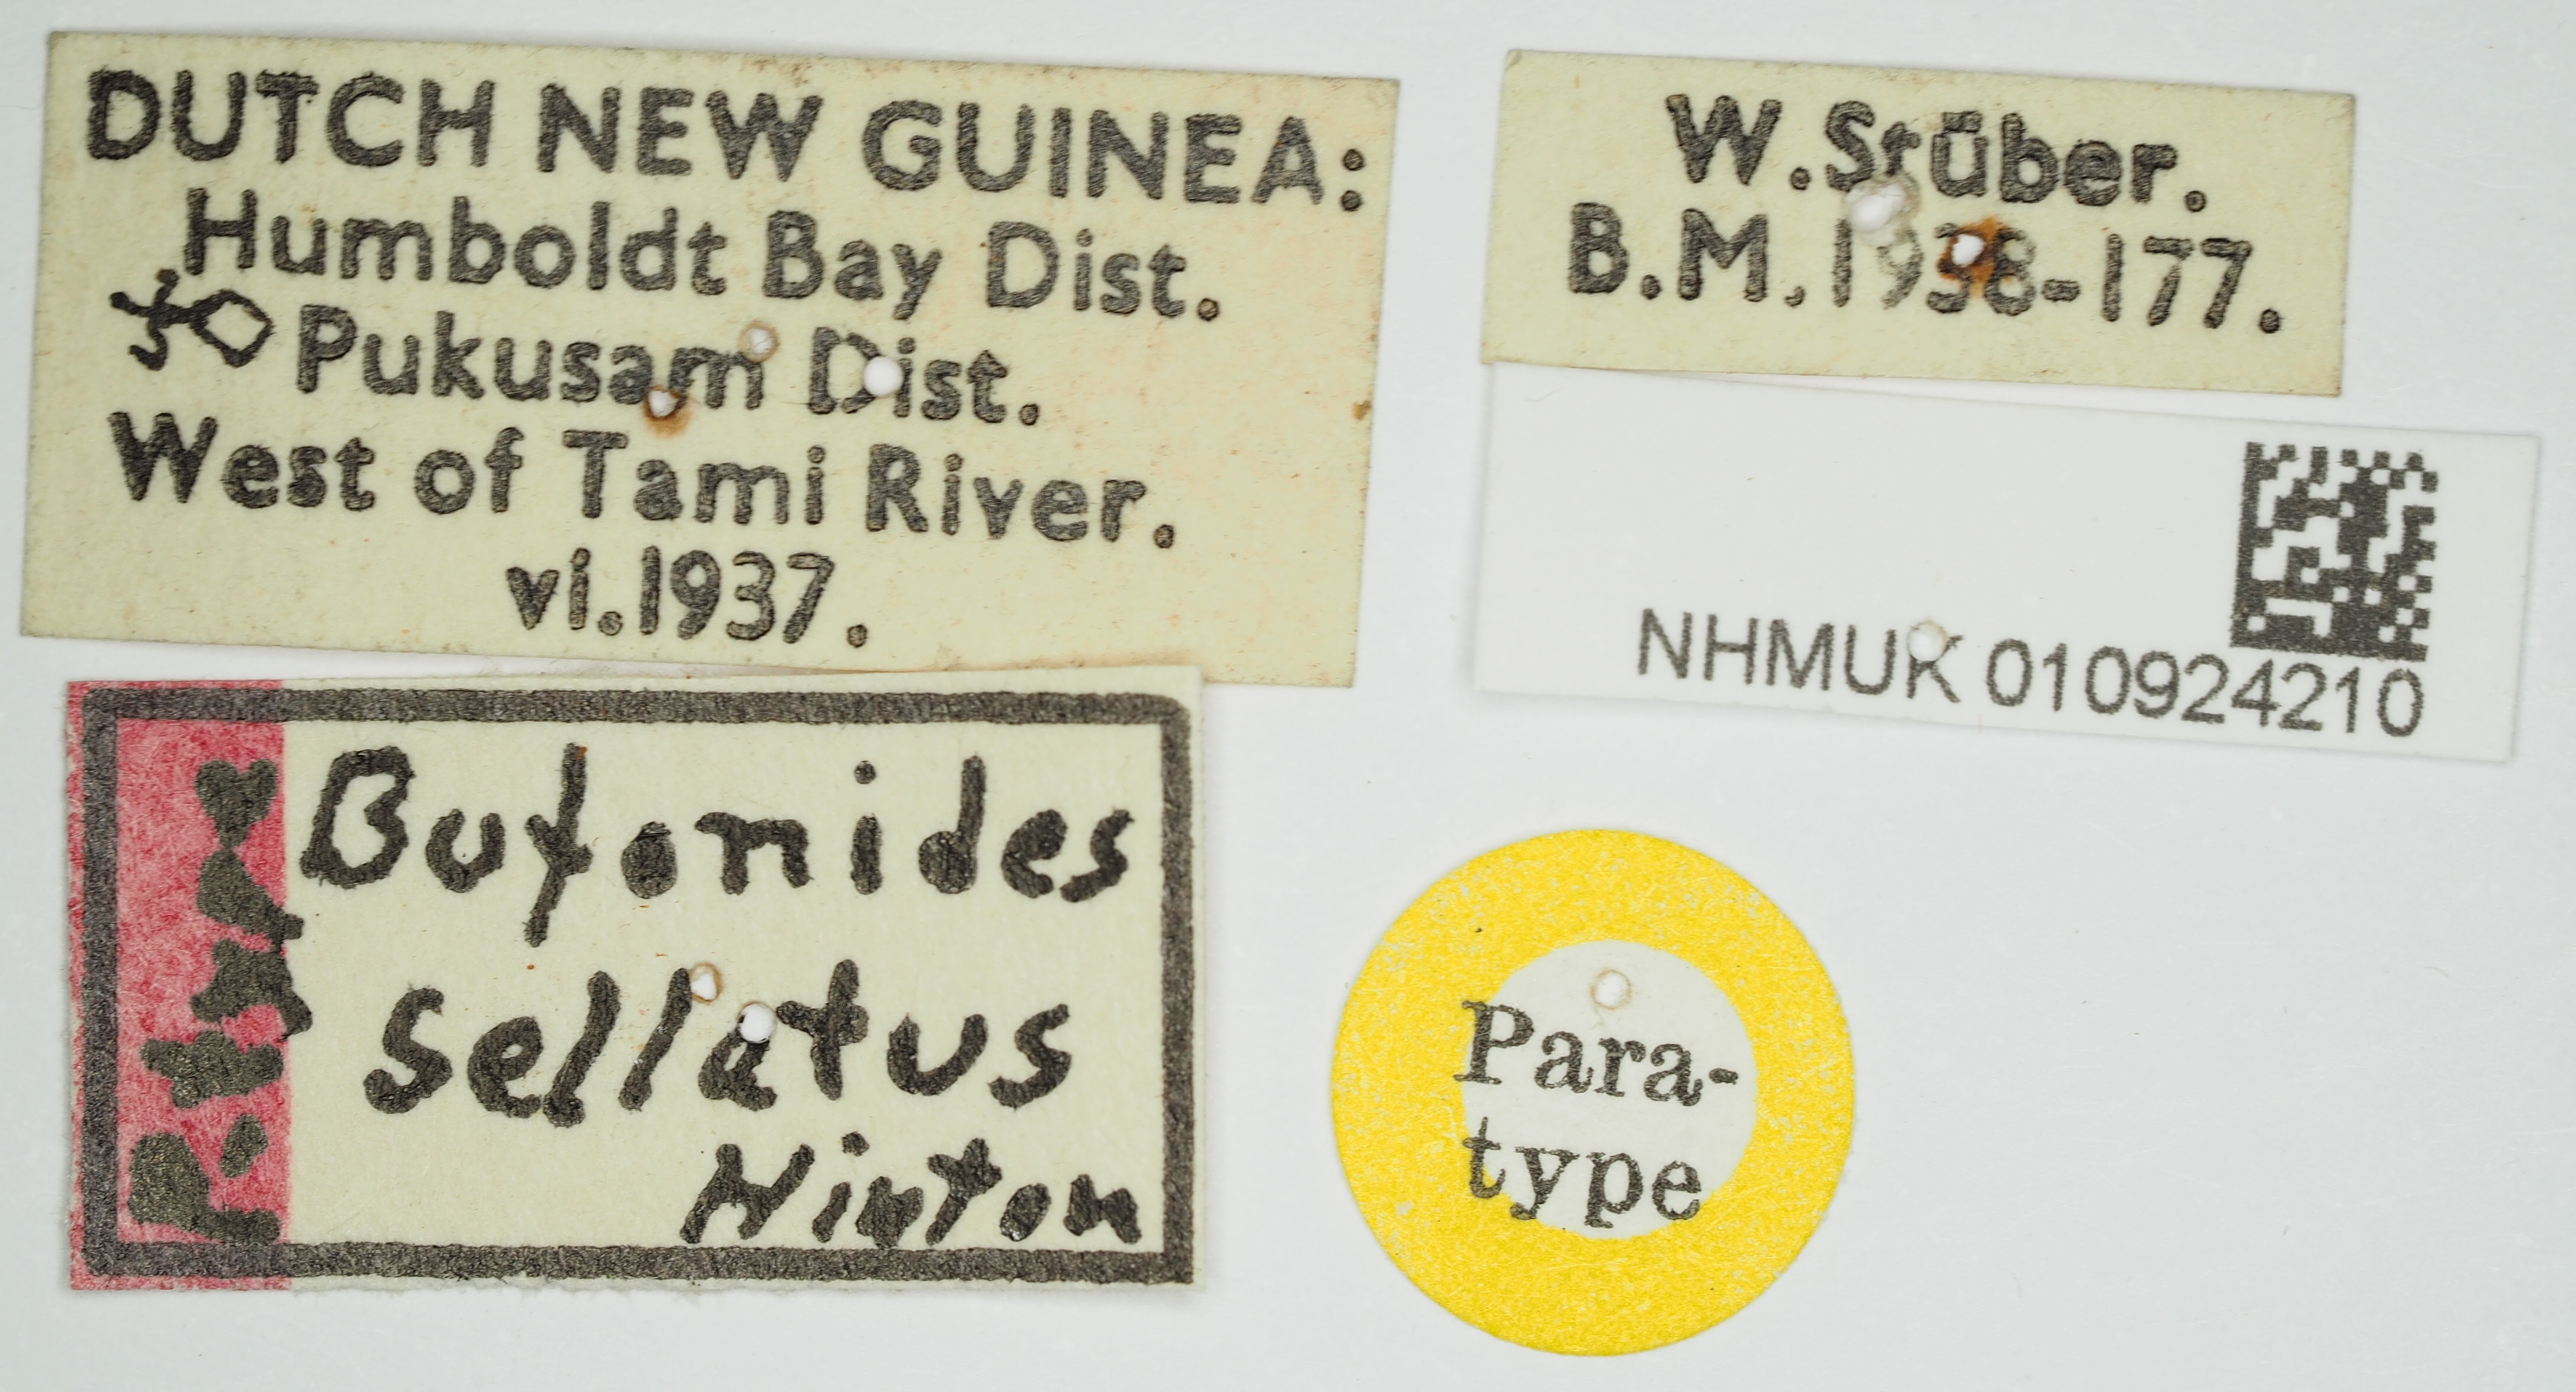 DUTCH NEW GUINEA:
Humboldt Bay Dist.
Pukusam Dist.
West of Tami River.
vi.1937.
W. Stüber.
B.M.1938-177.
NHMUK 010924210
Bufonides
sellatus
Hinton
Para-
type